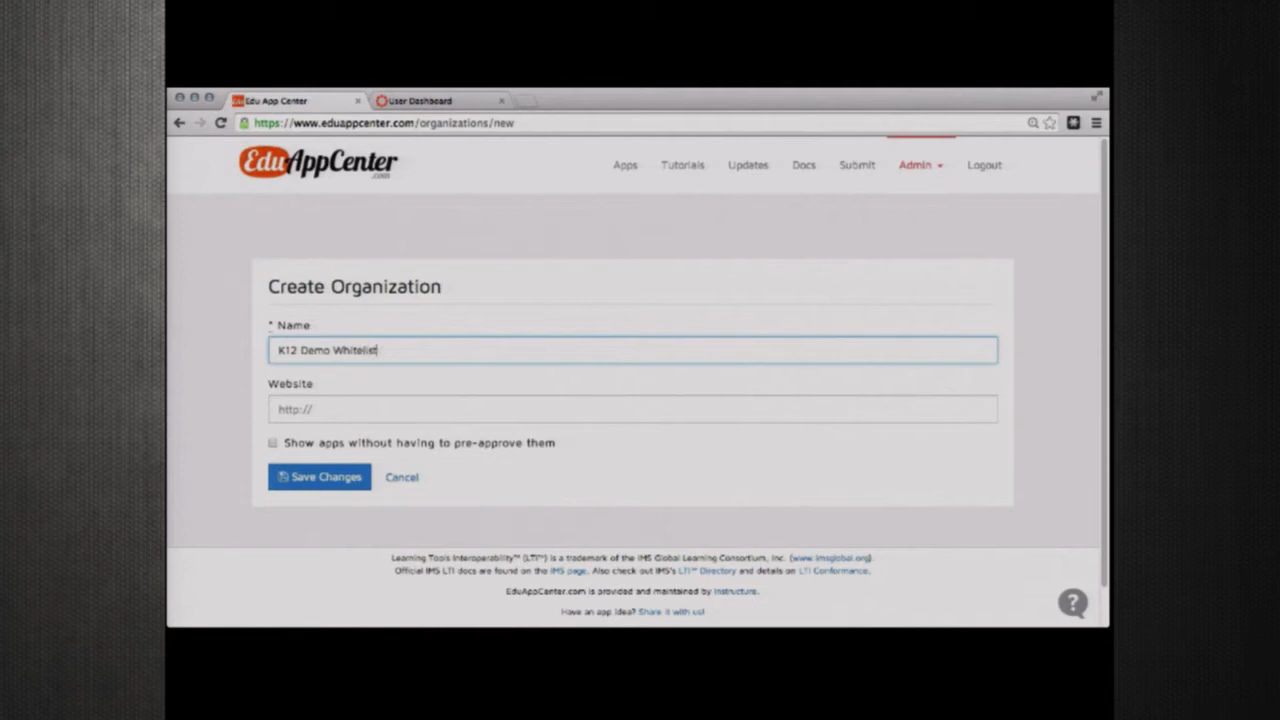 Edu App Center
User Dashboard
https://www.eduappcenter.com/organizations/new
EduAppCenter
.com
Apps Tutorials Updates Docs Submit Admin Logout
Create Organization
* Name
K12 Demo Whitelist
Website
http://
Show apps without having to pre-approve them
Save Changes Cancel
Learning Tools Interoperability™ (LTI™) is a trademark of the IMS Global Learning Consortium, Inc. (www.imsglobal.org).
Official IMS LTI docs are found on the IMS page. Also check out IMS's LTI™ Directory and details on LTI Conformance.
EduAppCenter.com is provided and maintained by Instructure.
Have an app idea? Share it with us!
?